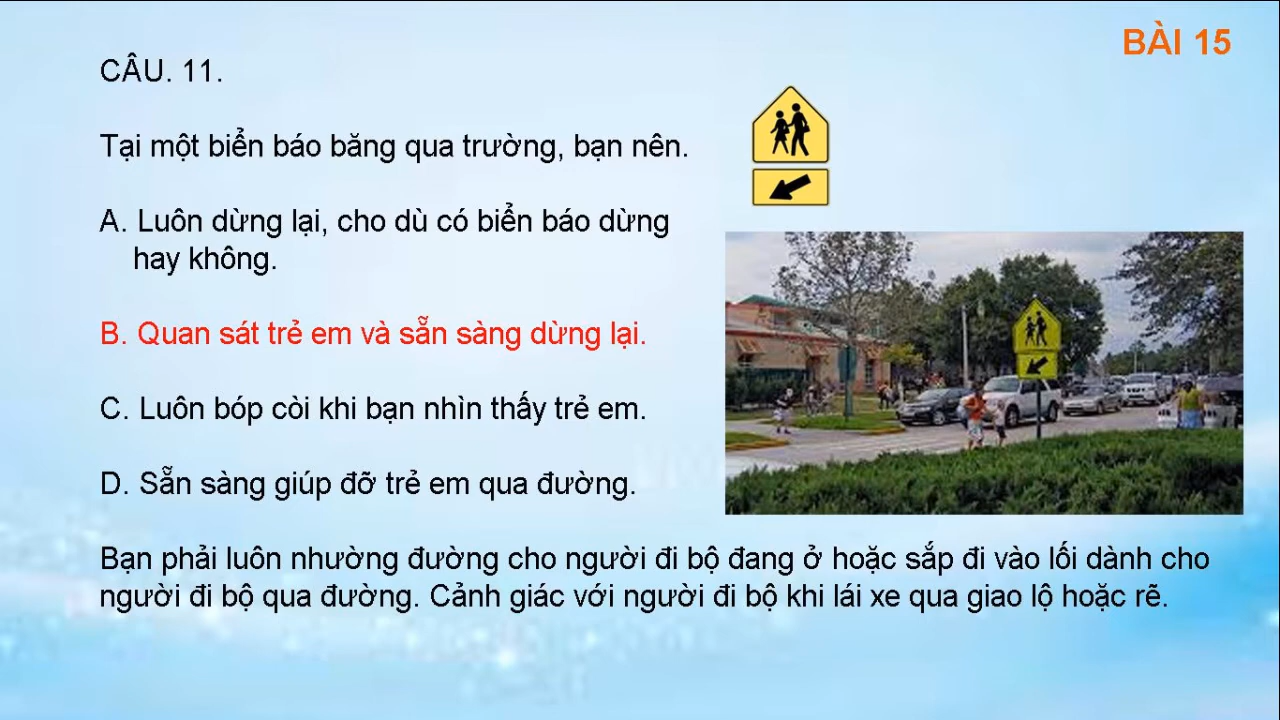 BÀI 15
CÂU. 11.
Tại một biển báo băng qua trường, bạn nên.
A. Luôn dừng lại, cho dù có biển báo dừng
hay không.
B. Quan sát trẻ em và sẵn sàng dừng lại.
C. Luôn bóp còi khi bạn nhìn thấy trẻ em.
D. Sẵn sàng giúp đỡ trẻ em qua đường.
Bạn phải luôn nhường đường cho người đi bộ đang ở hoặc sắp đi vào lối dành cho
người đi bộ qua đường. Cảnh giác với người đi bộ khi lái xe qua giao lộ hoặc rẽ.